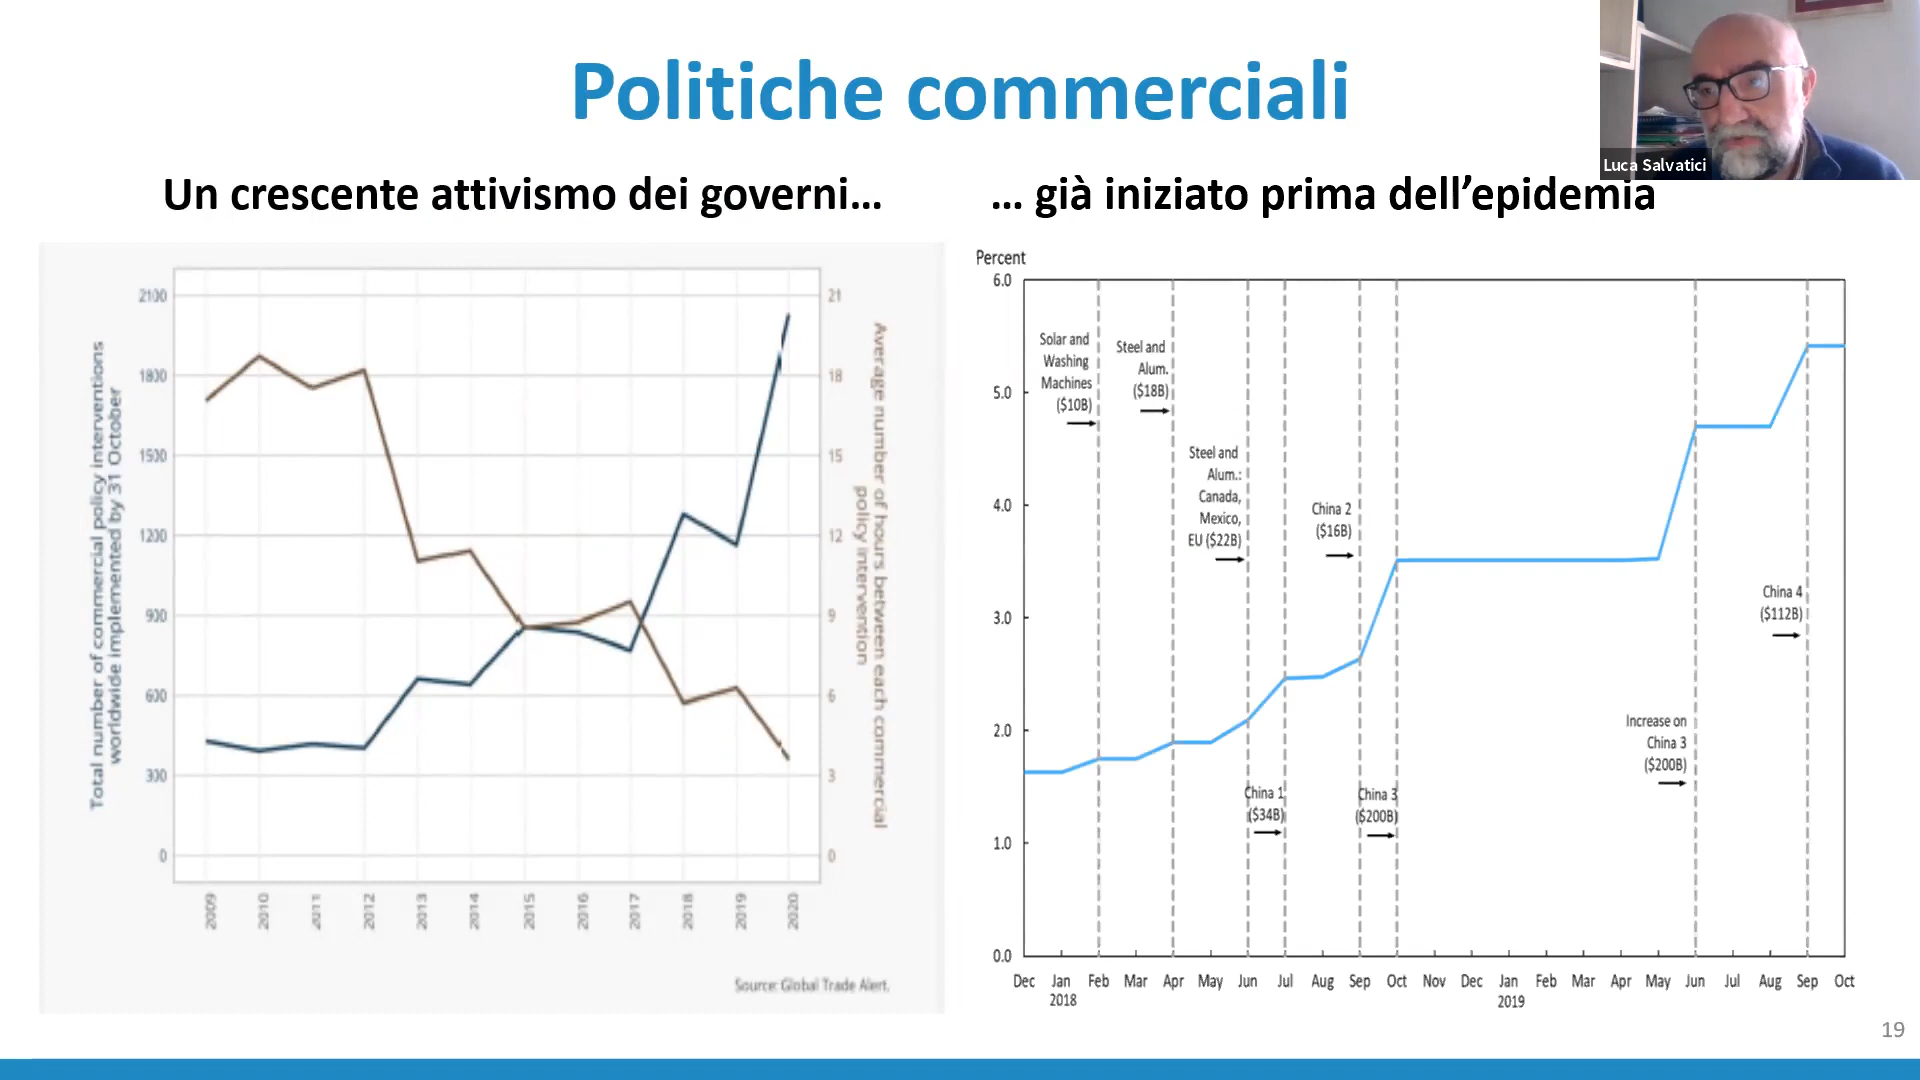 Politiche commerciali
Luca Salvatici
Un crescente attivismo dei governi...
... già iniziato prima dell'epidemia
Total number of commercial policy interventions
worldwide implemented by 31 October
2100
1800
1500
1200
900
600
300
0
21
18
15
12
9
6
3
0
Average number of hours between each commercial
policy intervention
2009
2010
2011
2012
2013
2014
2015
2016
2017
2018
2019
2020
Source: Global Trade Alert.
Percent
6.0
5.0
4.0
3.0
2.0
1.0
0.0
Solar and
Washing
Machines
($10B)
Steel and
Alum.
($18B)
Steel and
Alum.:
Canada,
Mexico,
EU ($22B)
China 1
($34B)
China 2
($16B)
China 3
($200B)
Increase on
China 3
($200B)
China 4
($112B)
Dec Jan Feb Mar Apr May Jun Jul Aug Sep Oct Nov Dec Jan Feb Mar Apr May Jun Jul Aug Sep Oct
2018 2019
19